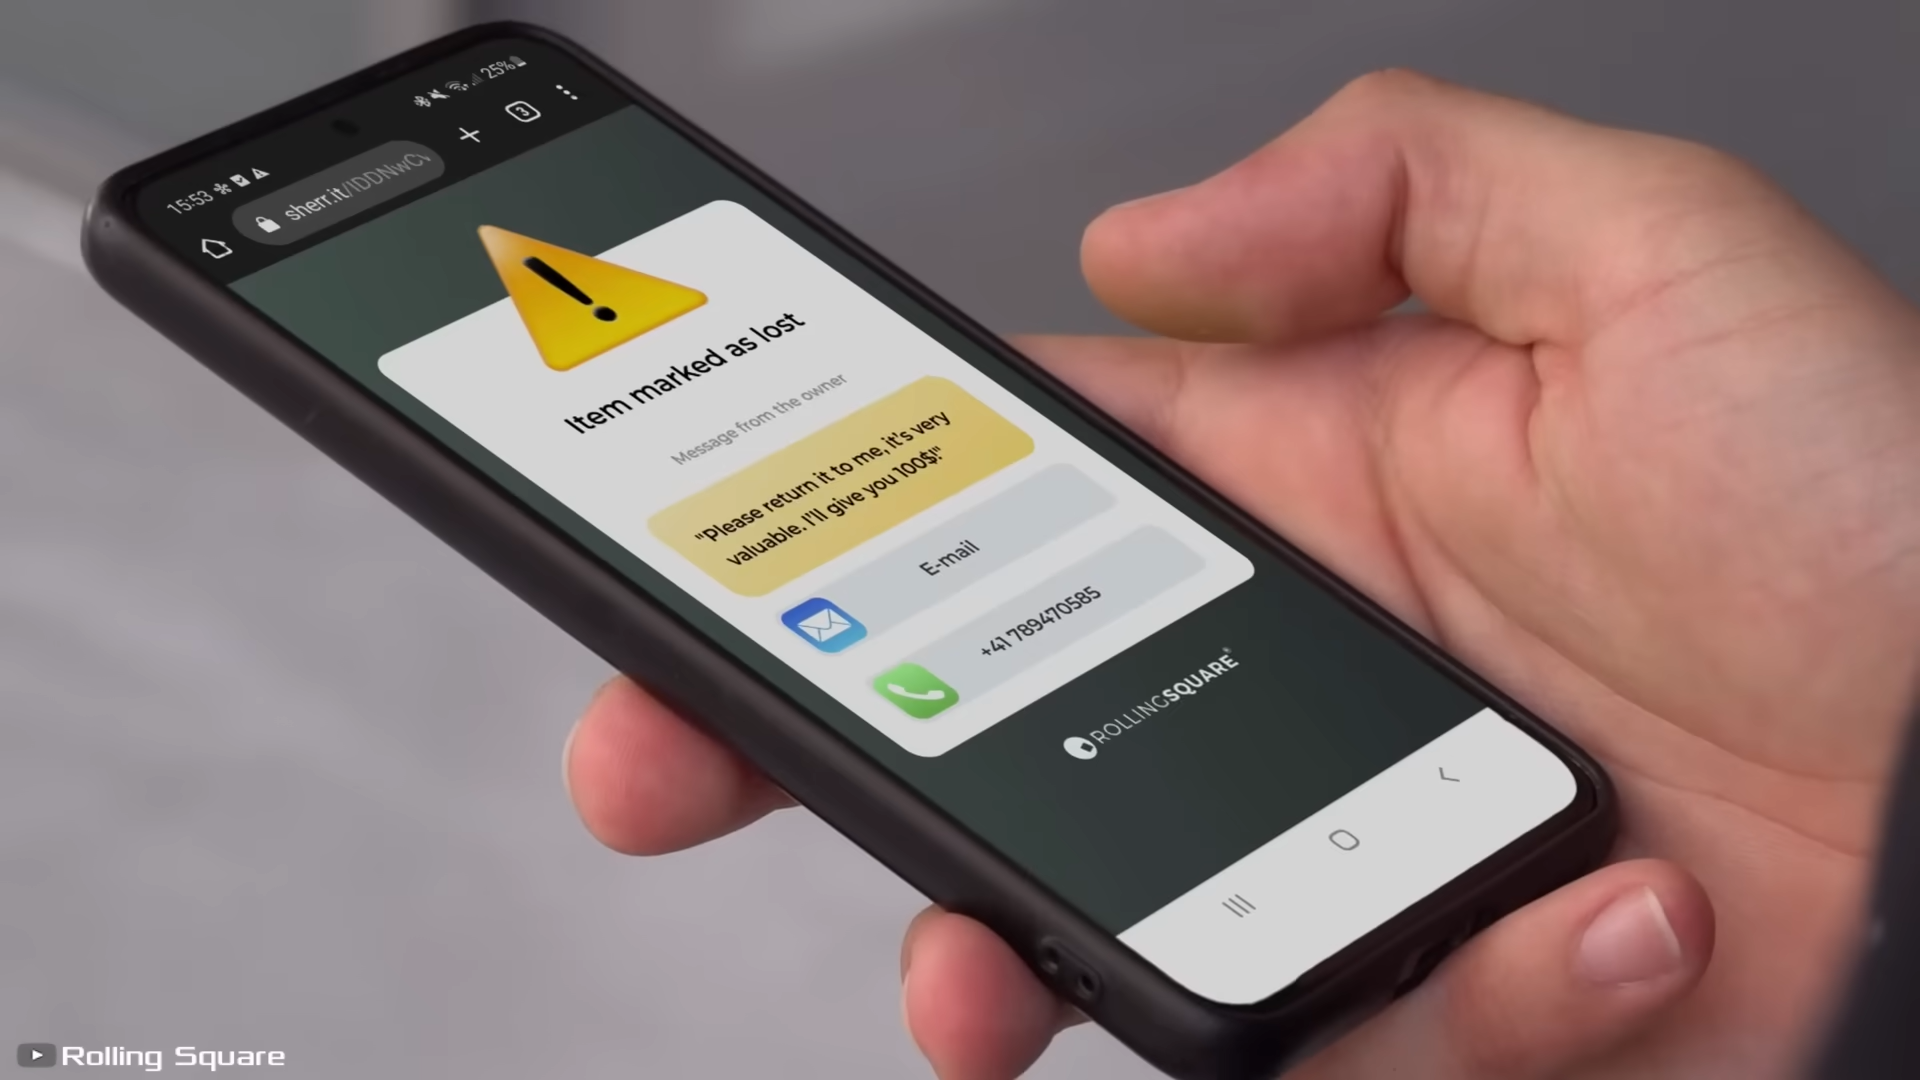 15:53
25%
sherr.it/IDDNwCv
3
Item marked as lost
Message from the owner
"Please return it to me, it's very
valuable. I'll give you 100$!"
E-mail
+41 789470585
ROLLINGSQUARE
Rolling Square